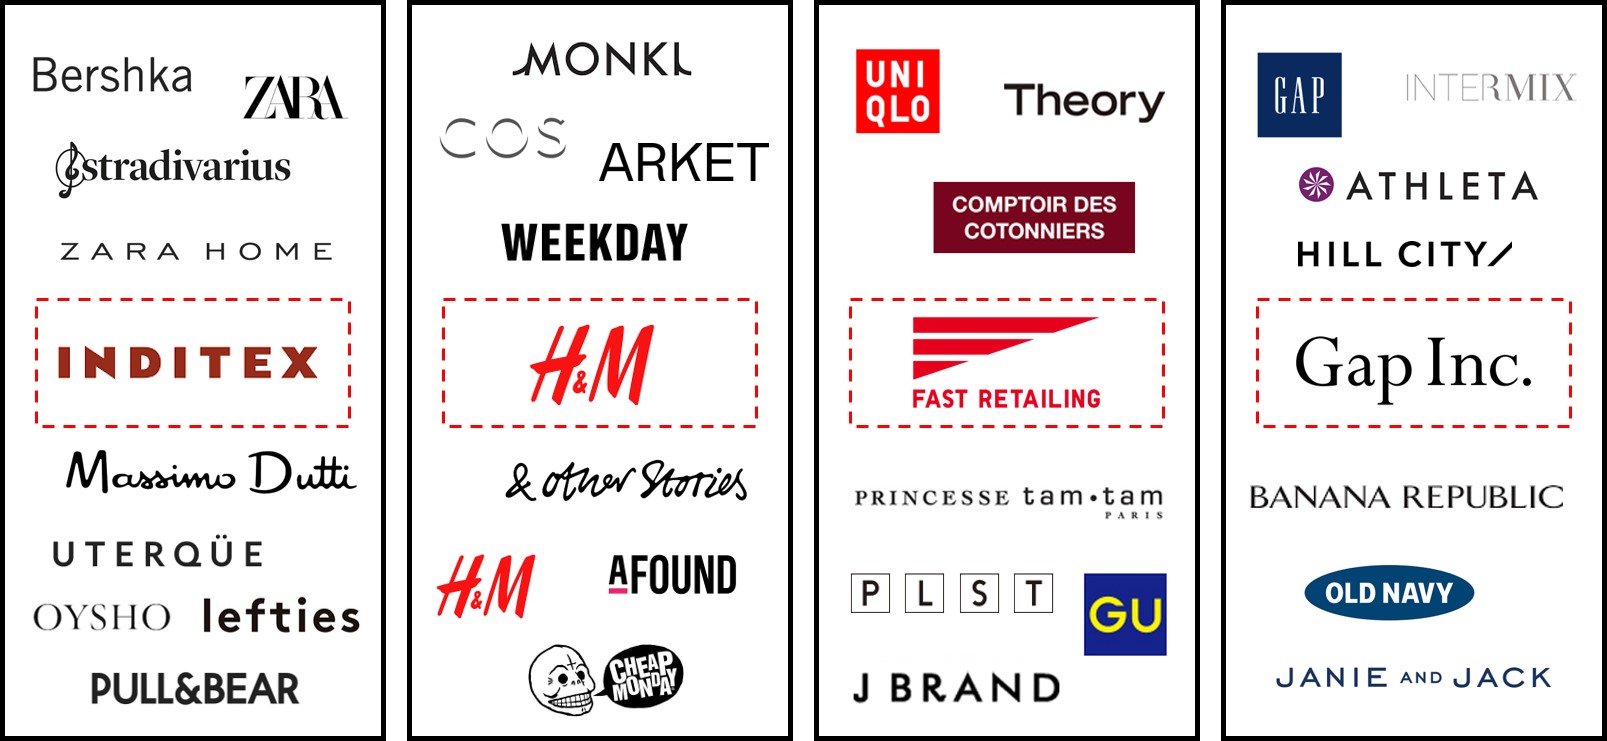 Bershka
ZARA
stradivarius
ZARA HOME
INDITEX
Massimo Dutti
UTERQÜE
OYSHO
lefties
PULL&BEAR
MONKI
COS
ARKET
WEEKDAY
H&M
& other Stories
H&M
AFOUND
CHEAP
MONDAY
UNI
QLO
Theory
COMPTOIR DES
COTONNIERS
FAST RETAILING
PRINCESSE tam•tam
PARIS
PLST
GU
J BRAND
GAP
INTERMIX
ATHLETA
HILL CITY/
Gap Inc.
BANANA REPUBLIC
OLD NAVY
JANIE AND JACK